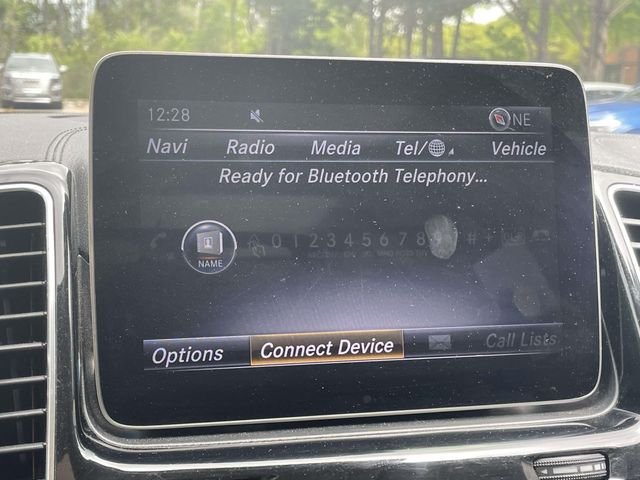 12:28 NE
Navi Radio Media Tel/ Vehicle
Ready for Bluetooth Telephony...
0 1 2 3 4 5 6 7 8 9 * #
NAME
Options Connect Device Call Lists